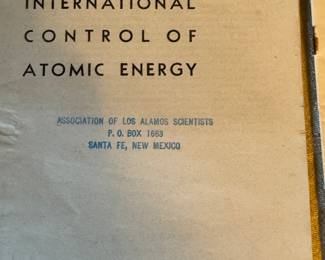 INTERNATIONAL
CONTROL OF
ATOMIC ENERGY
ASSOCIATION OF LOS ALAMOS SCIENTISTS
P. O. BOX 1663
SANTA FE, NEW MEXICO